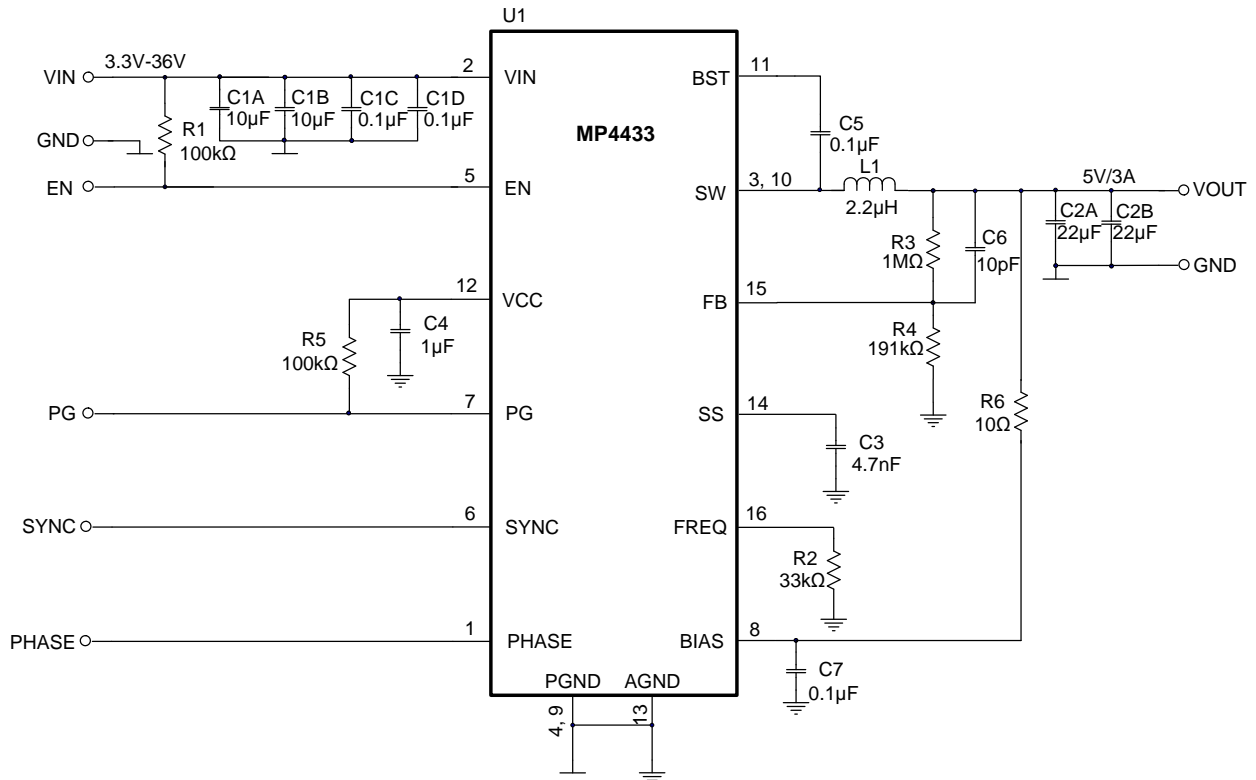 U1
MP4433
VIN
3.3V-36V
2
VIN
C1A
10µF
C1B
10µF
C1C
0.1µF
C1D
0.1µF
GND
R1
100kΩ
EN
5
EN
12
VCC
R5
100kΩ
C4
1µF
PG
7
PG
SYNC
6
SYNC
PHASE
1
PHASE
PGND
AGND
4, 9
13
BST
11
C5
0.1µF
SW
3, 10
L1
2.2µH
5V/3A
VOUT
R3
1MΩ
C6
10pF
C2A
22µF
C2B
22µF
GND
FB
15
R4
191kΩ
SS
14
C3
4.7nF
R6
10Ω
FREQ
16
R2
33kΩ
BIAS
8
C7
0.1µF